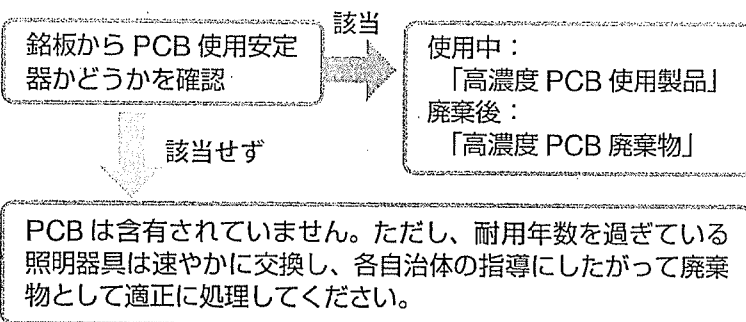 銘板から PCB 使用安定
器かどうかを確認
該当
使用中：
「高濃度 PCB 使用製品」
廃棄後：
「高濃度 PCB 廃棄物」
該当せず
PCB は含有されていません。ただし、耐用年数を過ぎている
照明器具は速やかに交換し、各自治体の指導にしたがって廃棄
物として適正に処理してください。